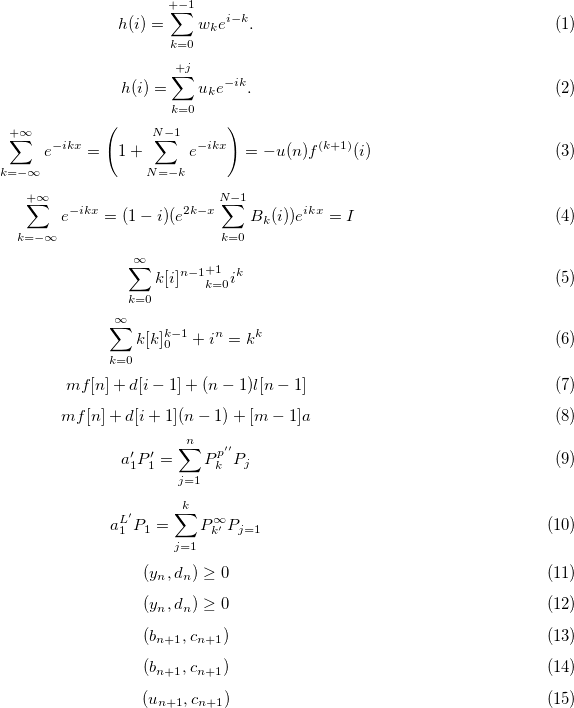 h(i) = \sum_{k=0}^{+-1} w_k e^{i-k}. (1)
h(i) = \sum_{k=0}^{+j} u_k e^{-ik}. (2)
\sum_{k=-\infty}^{+\infty} e^{-ikx} = \left( 1 + \sum_{N=-k}^{N-1} e^{-ikx} \right) = -u(n) f^{(k+1)}(i) (3)
\sum_{k=-\infty}^{+\infty} e^{-ikx} = (1-i)(e^{2k-x} \sum_{k=0}^{N-1} B_k(i)) e^{ikx} = I (4)
\sum_{k=0}^{\infty} k[i]^{n-1}{}_{k=0}^{+1} i^k (5)
\sum_{k=0}^{\infty} k[k]_0^{k-1} + i^n = k^k (6)
mf[n] + d[i-1] + (n-1)l[n-1] (7)
mf[n] + d[i+1](n-1) + [m-1]a (8)
a_1' P_1' = \sum_{j=1}^{n} P_k^{p''} P_j (9)
a_1^{L'} P_1 = \sum_{j=1}^{k} P_{k'}^{\infty} P_{j=1} (10)
(y_n, d_n) \geq 0 (11)
(y_n, d_n) \geq 0 (12)
(b_{n+1}, c_{n+1}) (13)
(b_{n+1}, c_{n+1}) (14)
(u_{n+1}, c_{n+1}) (15)